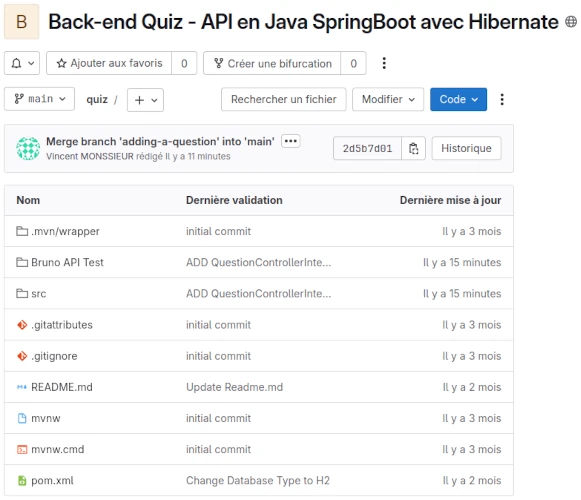 B Back-end Quiz - API en Java SpringBoot avec Hibernate
Ajouter aux favoris 0 Créer une bifurcation 0
main quiz / + Rechercher un fichier Modifier Code
Merge branch 'adding-a-question' into 'main' ...
Vincent MONSSIEUR rédigé Il y a 11 minutes
2d5b7d01 Historique
Nom Dernière validation Dernière mise à jour
.mvn/wrapper initial commit Il y a 3 mois
Bruno API Test ADD QuestionControllerInte... Il y a 15 minutes
src ADD QuestionControllerInte... Il y a 15 minutes
.gitattributes initial commit Il y a 3 mois
.gitignore initial commit Il y a 3 mois
README.md Update Readme.md Il y a 2 mois
mvnw initial commit Il y a 3 mois
mvnw.cmd initial commit Il y a 3 mois
pom.xml Change Database Type to H2 Il y a 2 mois